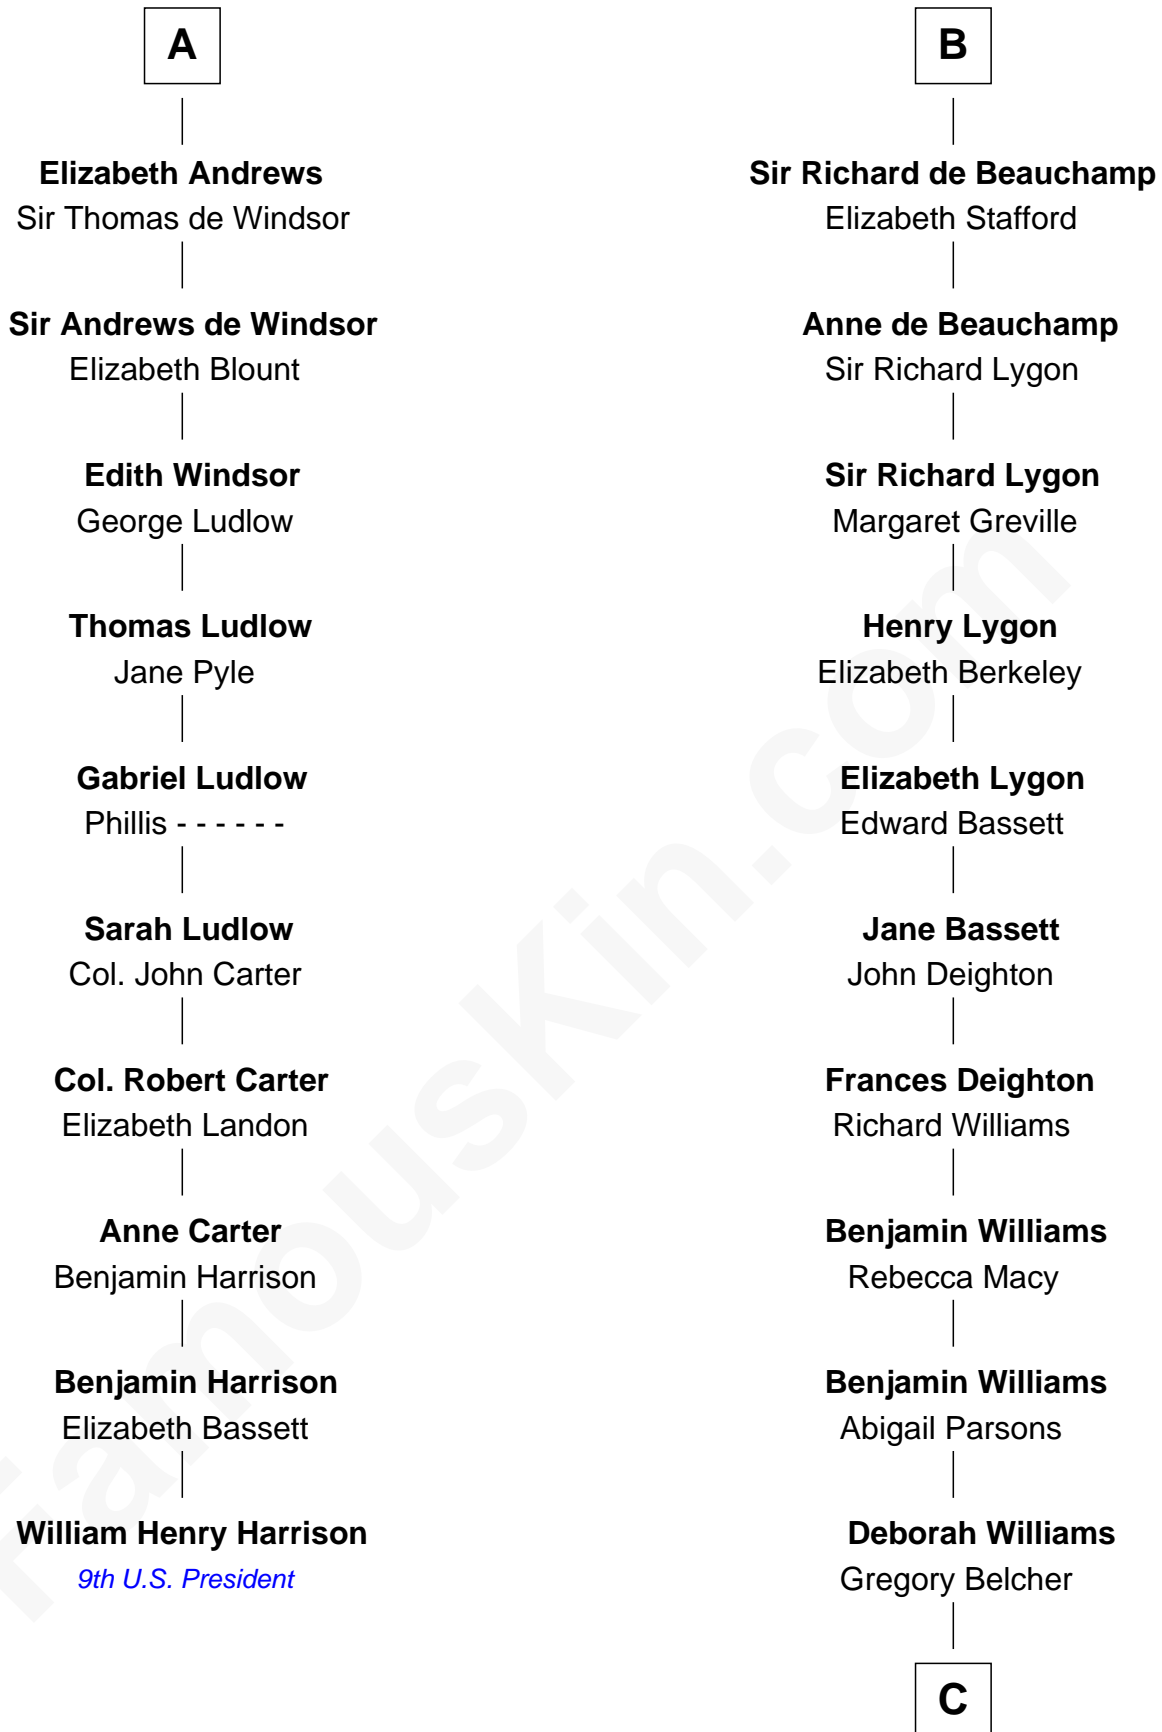 A
Elizabeth Andrews
Sir Thomas de Windsor
Sir Andrews de Windsor
Elizabeth Blount
Edith Windsor
George Ludlow
Thomas Ludlow
Jane Pyle
Gabriel Ludlow
Phillis - - - - - -
Sarah Ludlow
Col. John Carter
Col. Robert Carter
Elizabeth Landon
Anne Carter
Benjamin Harrison
Benjamin Harrison
Elizabeth Bassett
William Henry Harrison
9th U.S. President
B
Sir Richard de Beauchamp
Elizabeth Stafford
Anne de Beauchamp
Sir Richard Lygon
Sir Richard Lygon
Margaret Greville
Henry Lygon
Elizabeth Berkeley
Elizabeth Lygon
Edward Bassett
Jane Bassett
John Deighton
Frances Deighton
Richard Williams
Benjamin Williams
Rebecca Macy
Benjamin Williams
Abigail Parsons
Deborah Williams
Gregory Belcher
C
FamousKin.com